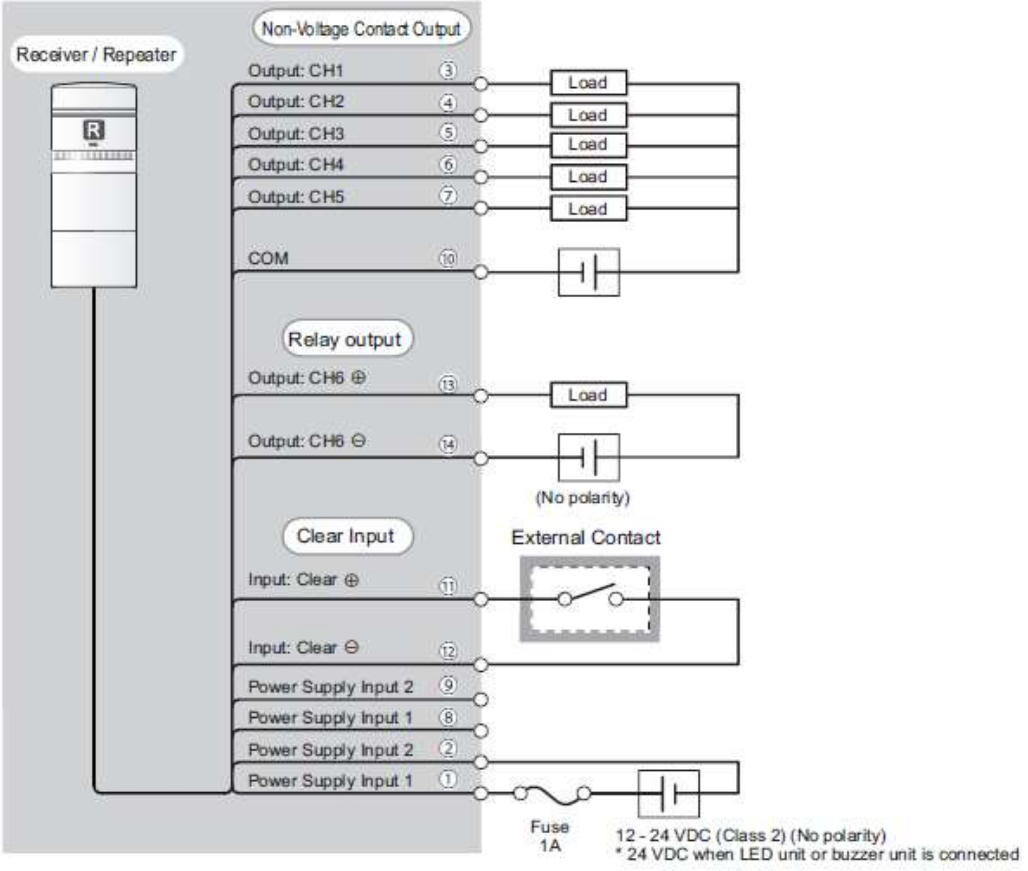 Non-Voltage Contact Output
Receiver / Repeater
R
Output: CH1 ③
Load
Output: CH2 ④
Load
Output: CH3 ⑤
Load
Output: CH4 ⑥
Load
Output: CH5 ⑦
Load
COM ⑩
Relay output
Output: CH6 ⊕ ⑬
Load
Output: CH6 ⊖ ⑭
(No polarity)
Clear Input
External Contact
Input: Clear ⊕ ⑪
Input: Clear ⊖ ⑫
Power Supply Input 2 ⑨
Power Supply Input 1 ⑧
Power Supply Input 2 ②
Power Supply Input 1 ①
Fuse
1A
12 - 24 VDC (Class 2) (No polarity)
* 24 VDC when LED unit or buzzer unit is connected